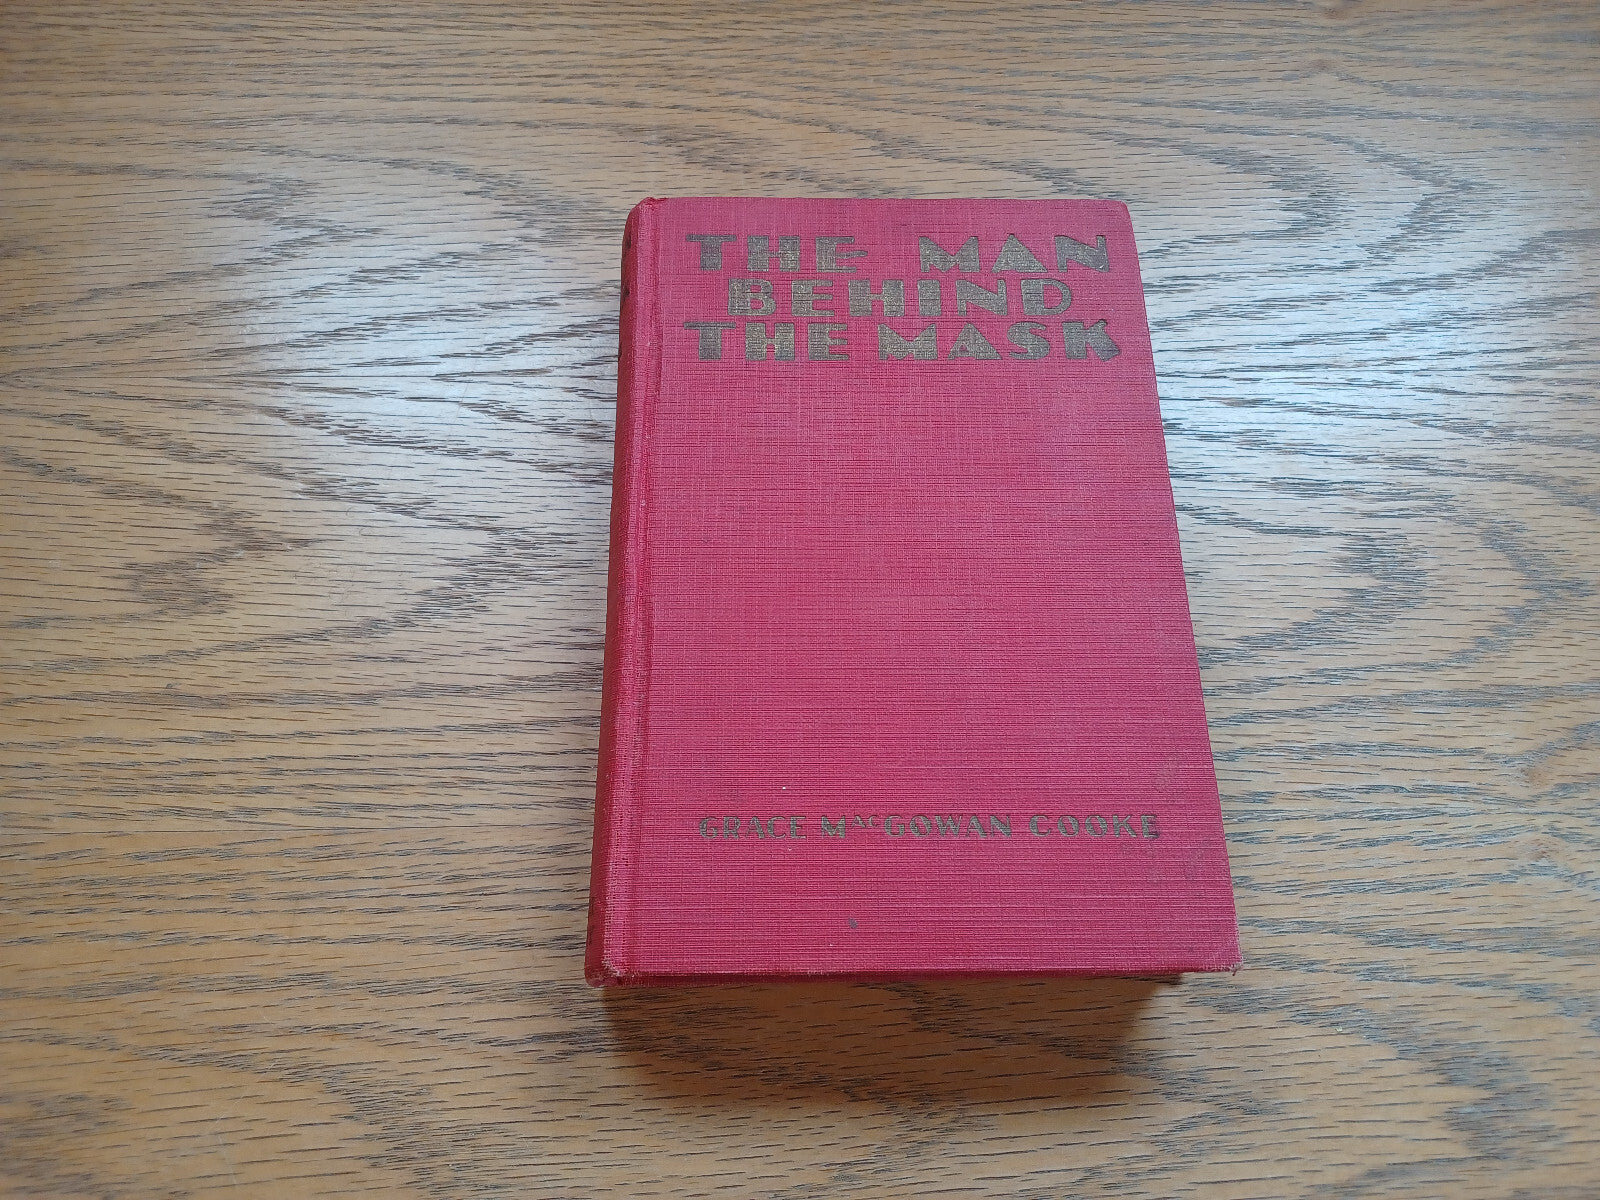 THE MAN
BEHIND
THE MASK
GRACE MACGOWAN COOKE